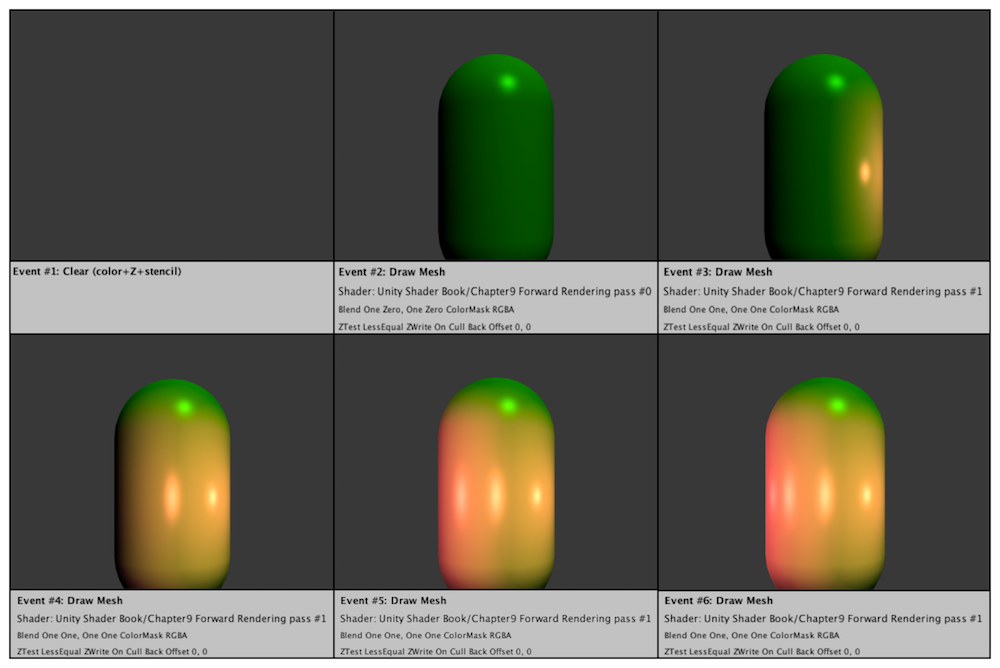 Event #1: Clear (color+Z+stencil)
Event #2: Draw Mesh
Shader: Unity Shader Book/Chapter9 Forward Rendering pass #0
Blend One Zero, One Zero ColorMask RGBA
ZTest LessEqual ZWrite On Cull Back Offset 0, 0
Event #3: Draw Mesh
Shader: Unity Shader Book/Chapter9 Forward Rendering pass #1
Blend One One, One One ColorMask RGBA
ZTest LessEqual ZWrite On Cull Back Offset 0, 0
Event #4: Draw Mesh
Shader: Unity Shader Book/Chapter9 Forward Rendering pass #1
Blend One One, One One ColorMask RGBA
ZTest LessEqual ZWrite On Cull Back Offset 0, 0
Event #5: Draw Mesh
Shader: Unity Shader Book/Chapter9 Forward Rendering pass #1
Blend One One, One One ColorMask RGBA
ZTest LessEqual ZWrite On Cull Back Offset 0, 0
Event #6: Draw Mesh
Shader: Unity Shader Book/Chapter9 Forward Rendering pass #1
Blend One One, One One ColorMask RGBA
ZTest LessEqual ZWrite On Cull Back Offset 0, 0